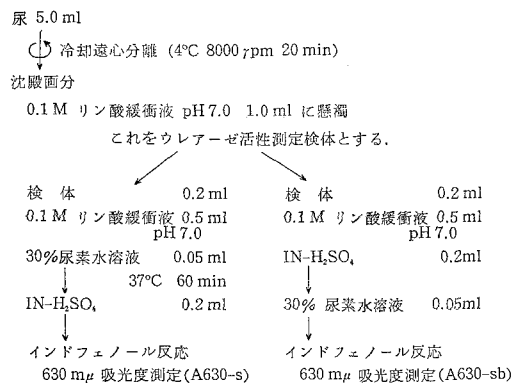 尿 5.0 ml
冷却遠心分離 (4℃ 8000 rpm 20 min)
沈殿画分
0.1 M リン酸緩衝液 pH 7.0 1.0 ml に懸濁
これをウレアーゼ活性測定検体とする.
検 体 0.2 ml
0.1 M リン酸緩衝液 0.5 ml
pH 7.0
30%尿素水溶液 0.05 ml
37℃ 60 min
IN-H₂SO₄ 0.2 ml
インドフェノール反応
630 mμ 吸光度測定(A630-s)
検 体 0.2 ml
0.1 M リン酸緩衝液 0.5 ml
pH 7.0
IN-H₂SO₄ 0.2ml
30% 尿素水溶液 0.05ml
インドフェノール反応
630 mμ 吸光度測定(A630-sb)